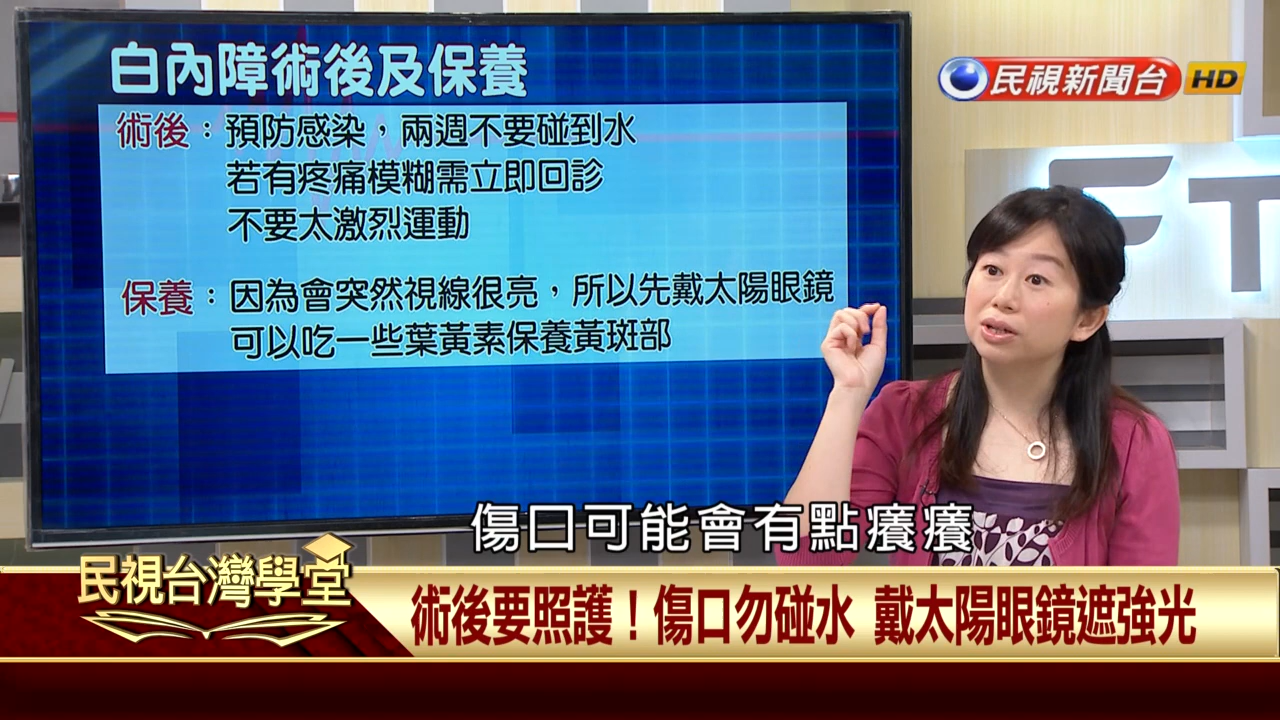 白內障術後及保養
術後：預防感染，兩週不要碰到水
若有疼痛模糊需立即回診
不要太激烈運動
保養：因為會突然視線很亮，所以先戴太陽眼鏡
可以吃一些葉黃素保養黃斑部
民視新聞台 HD
FT
傷口可能會有點癢癢
民視台灣學堂
術後要照護！傷口勿碰水 戴太陽眼鏡遮強光